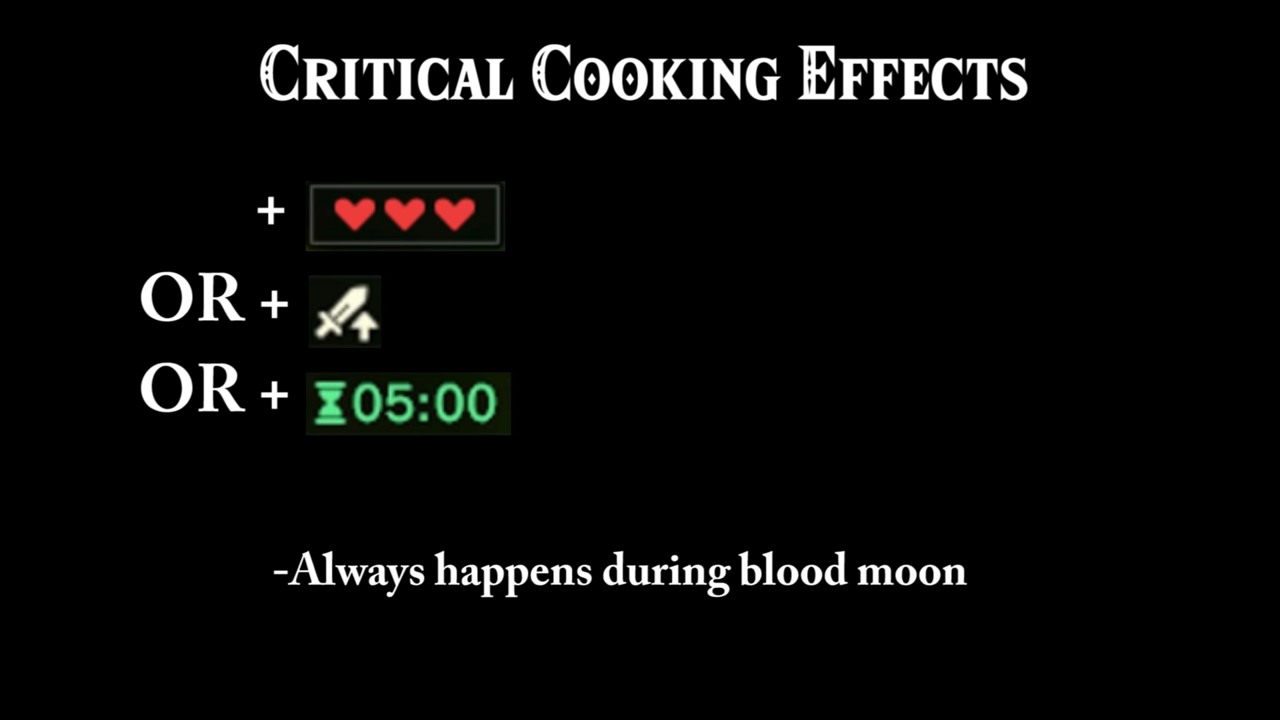 Critical Cooking Effects
+
OR +
OR + 05:00
-Always happens during blood moon